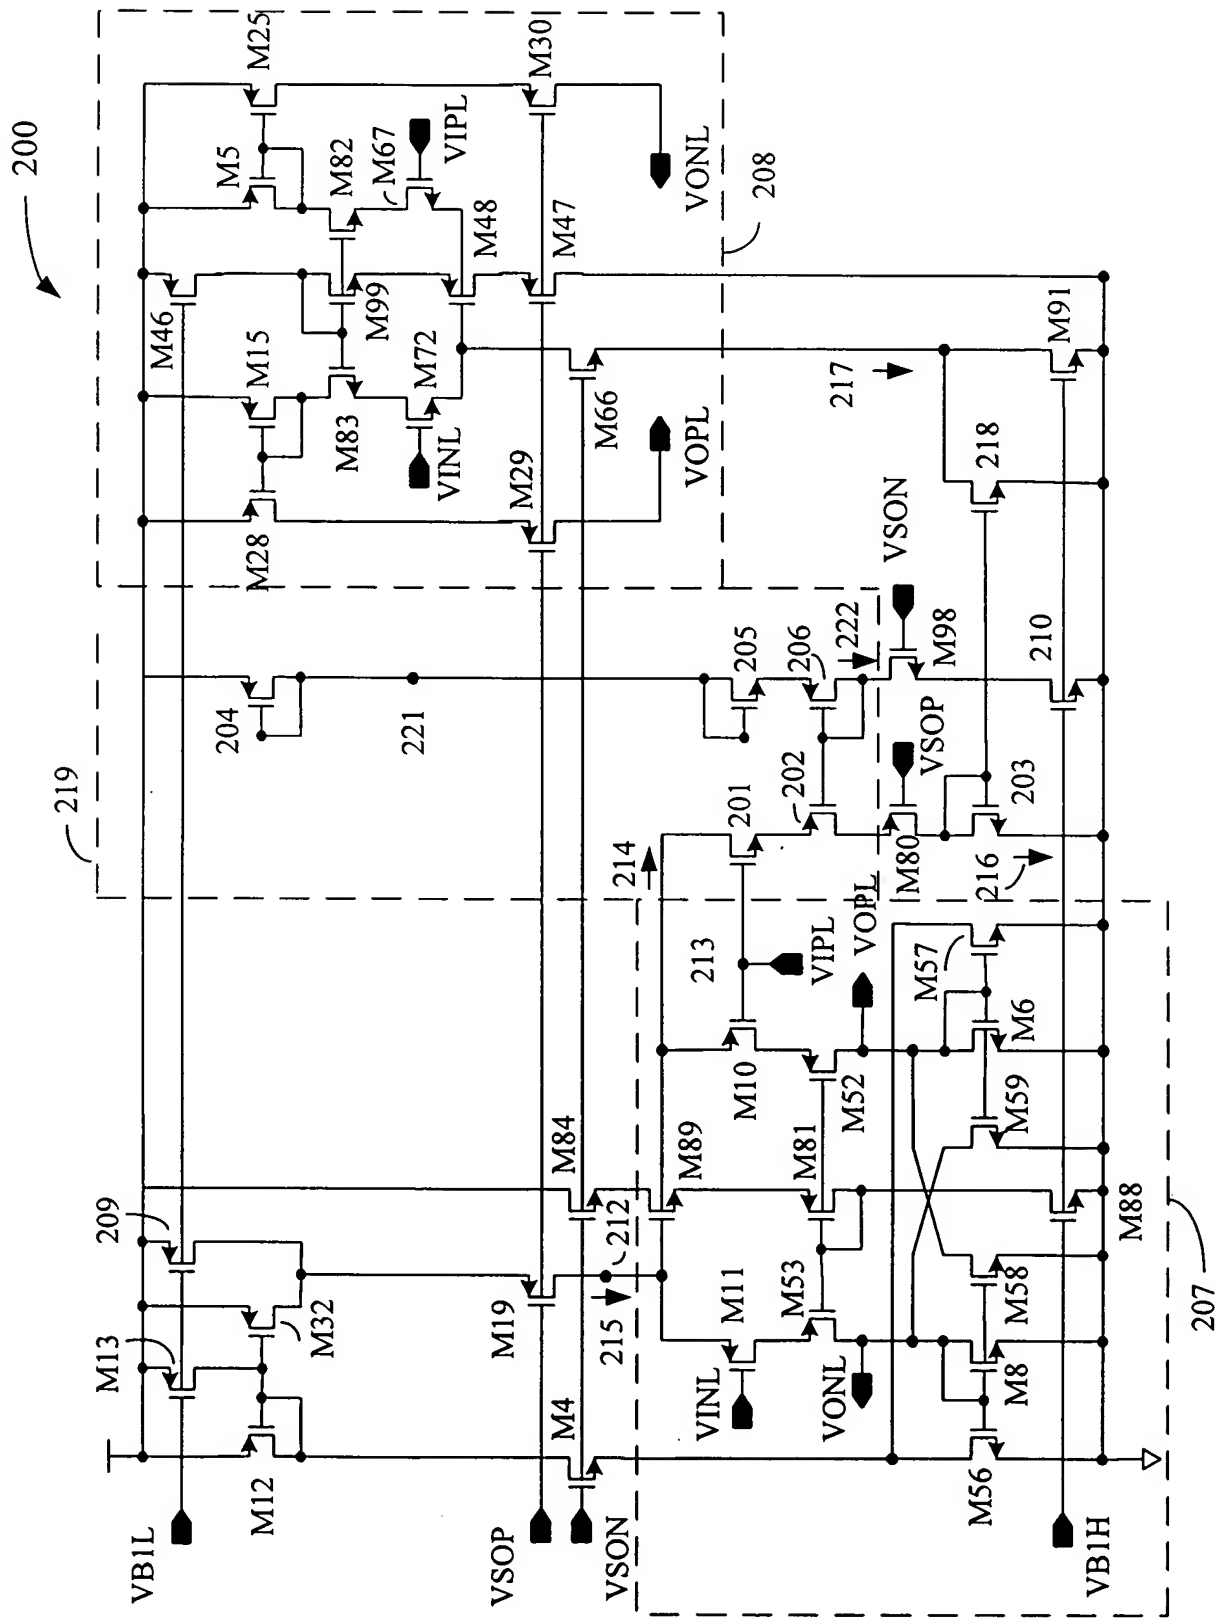 200
219
M25
M30
M5
M82
M67
VIPL
VONL
208
M46
M48
M47
M15
M99
M72
M83
VINL
M66
217
M91
M28
M29
VOPL
218
VSON
204
221
205
206
222
M98
210
VSOP
201
202
203
214
M80
216
213
VIPL
VOPL
M57
M10
M52
M6
M59
209
M84
M89
M81
M88
M13
M32
M19
212
215
M11
M53
M58
207
VINL
VONL
M8
M12
M4
M56
VB1L
VSOP
VSON
VB1H